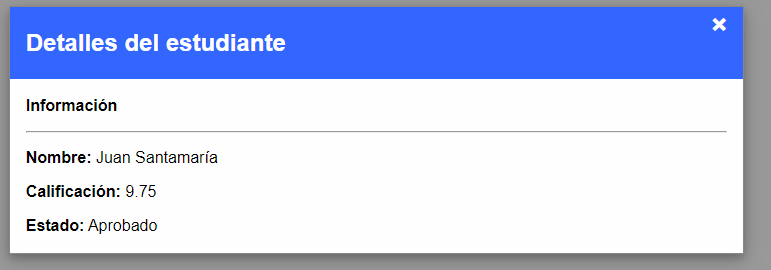 Detalles del estudiante
Información
Nombre: Juan Santamaría
Calificación: 9.75
Estado: Aprobado